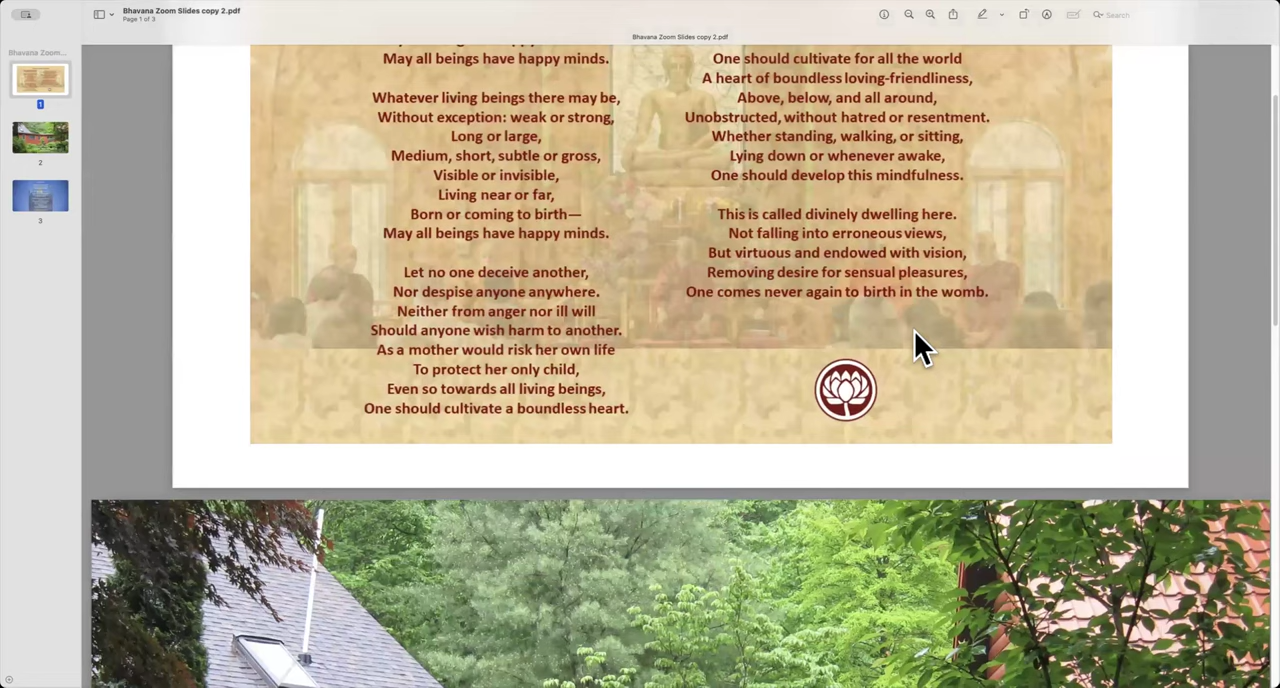 Bhavana Zoom Slides copy 2.pdf
Page 1 of 3
Search
Bhavana Zoom Slides copy 2.pdf
Bhavana Zoom...
1
2
3
May all beings have happy minds.
Whatever living beings there may be,
Without exception: weak or strong,
Long or large,
Medium, short, subtle or gross,
Visible or invisible,
Living near or far,
Born or coming to birth—
May all beings have happy minds.
Let no one deceive another,
Nor despise anyone anywhere.
Neither from anger nor ill will
Should anyone wish harm to another.
As a mother would risk her own life
To protect her only child,
Even so towards all living beings,
One should cultivate a boundless heart.
One should cultivate for all the world
A heart of boundless loving-friendliness,
Above, below, and all around,
Unobstructed, without hatred or resentment.
Whether standing, walking, or sitting,
Lying down or whenever awake,
One should develop this mindfulness.
This is called divinely dwelling here.
Not falling into erroneous views,
But virtuous and endowed with vision,
Removing desire for sensual pleasures,
One comes never again to birth in the womb.